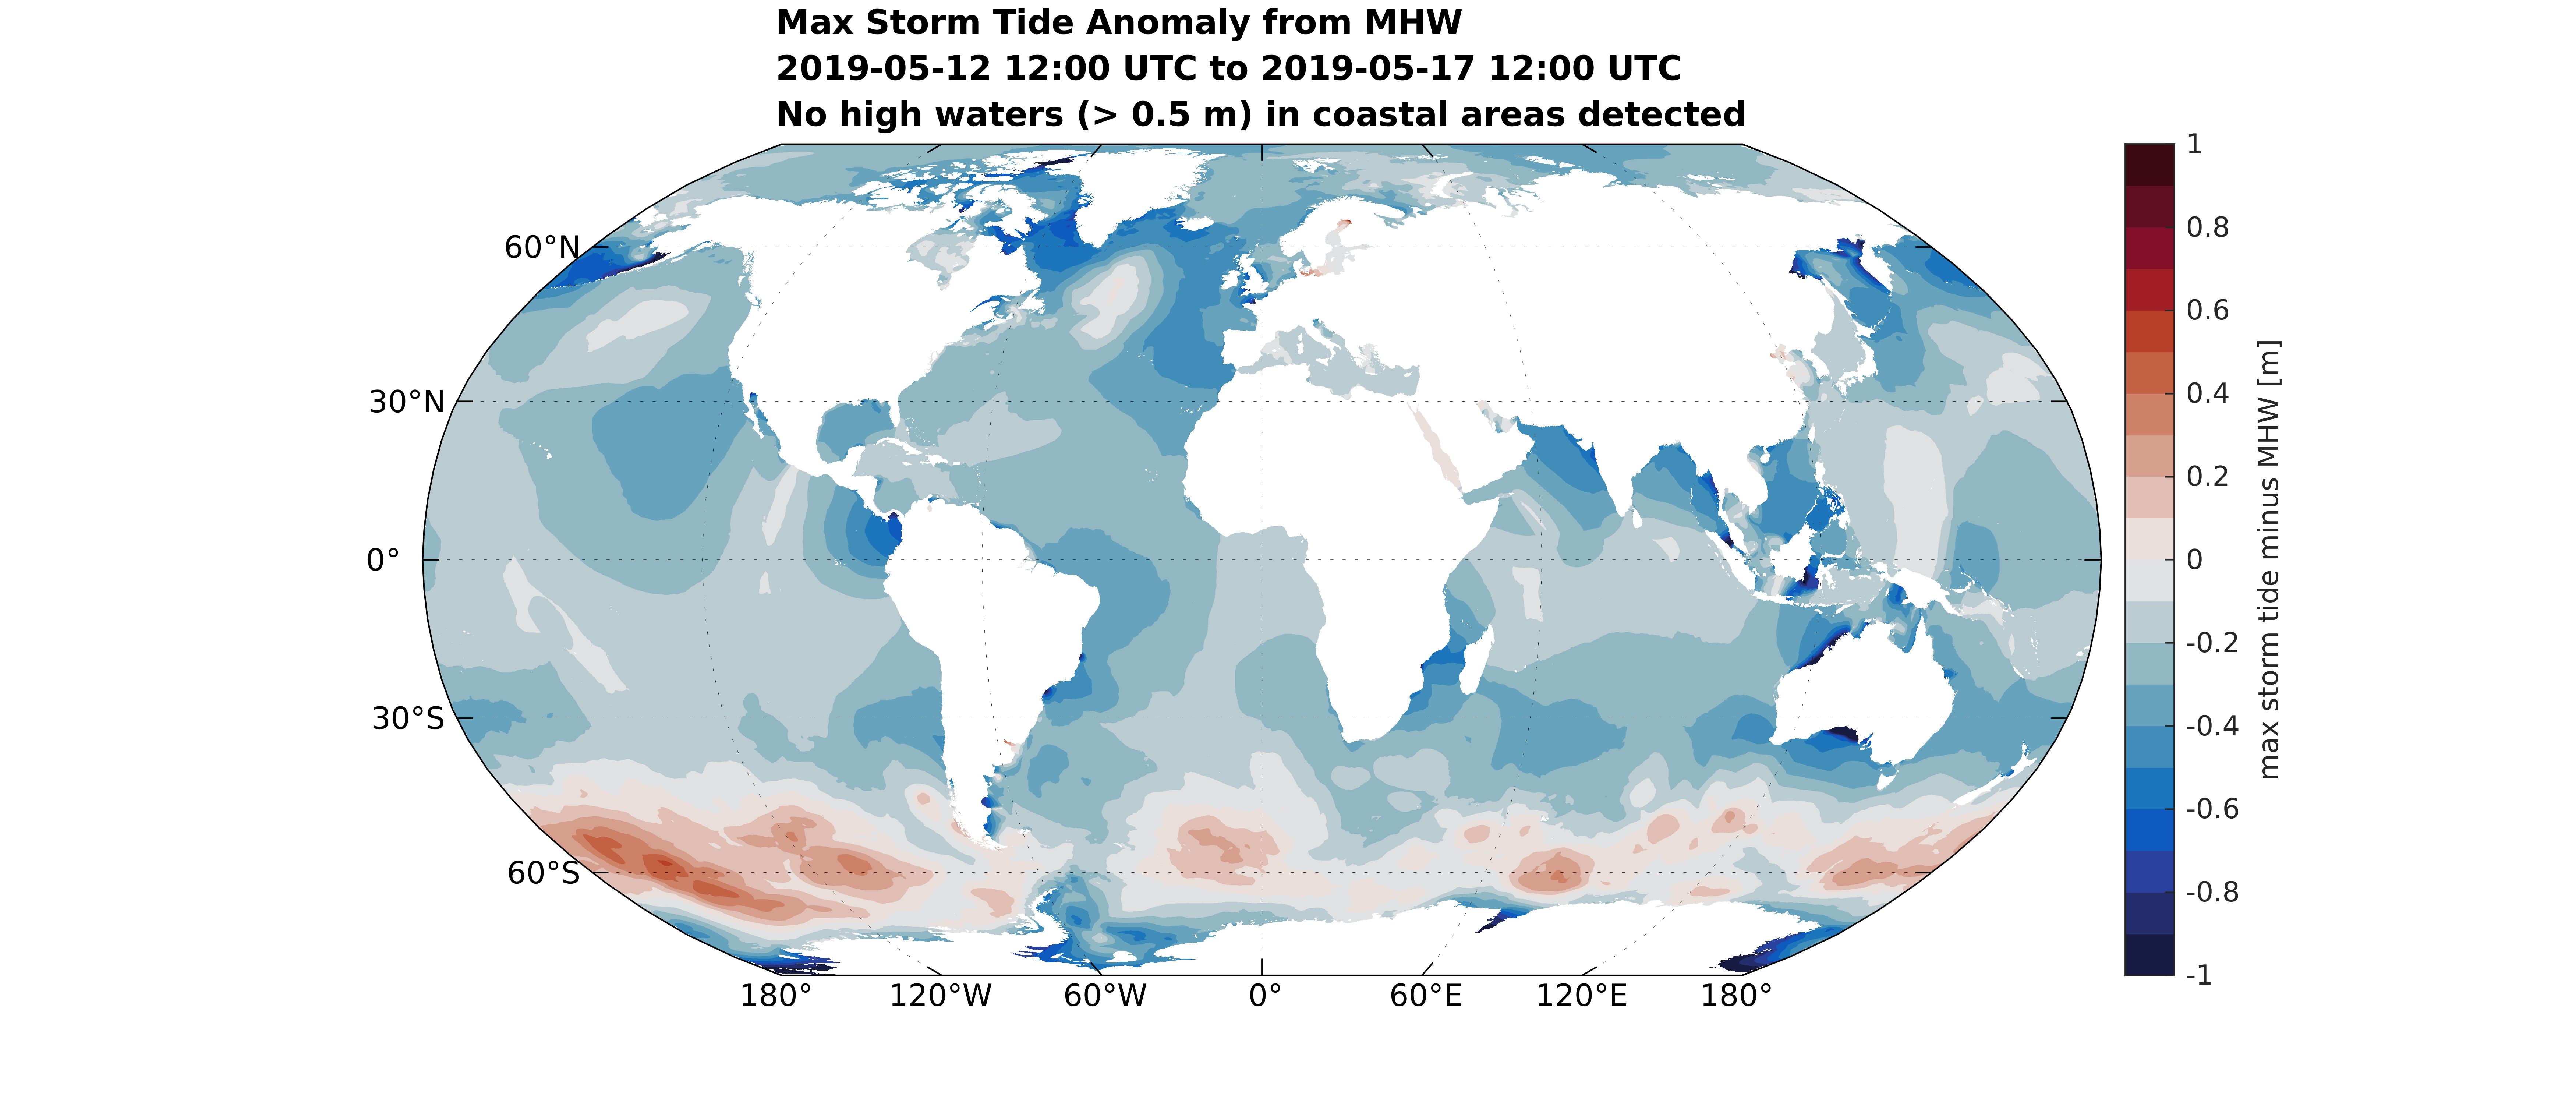 Max Storm Tide Anomaly from MHW
2019-05-12 12:00 UTC to 2019-05-17 12:00 UTC
No high waters (> 0.5 m) in coastal areas detected
60°N
30°N
0°
30°S
60°S
180°
120°W
60°W
0°
60°E
120°E
180°
1
0.8
0.6
0.4
0.2
0
-0.2
-0.4
-0.6
-0.8
-1
max storm tide minus MHW [m]